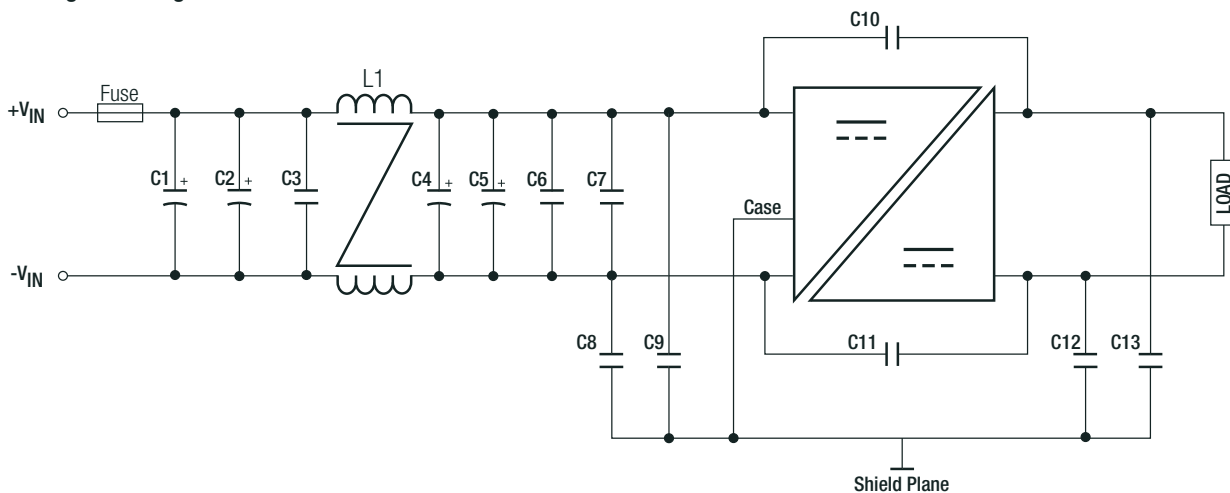 C10
L1
Fuse
+VIN
C1 +
C2 +
C3
C4 +
C5 +
C6
C7
Case
LOAD
-VIN
C8
C9
C11
C12
C13
Shield Plane